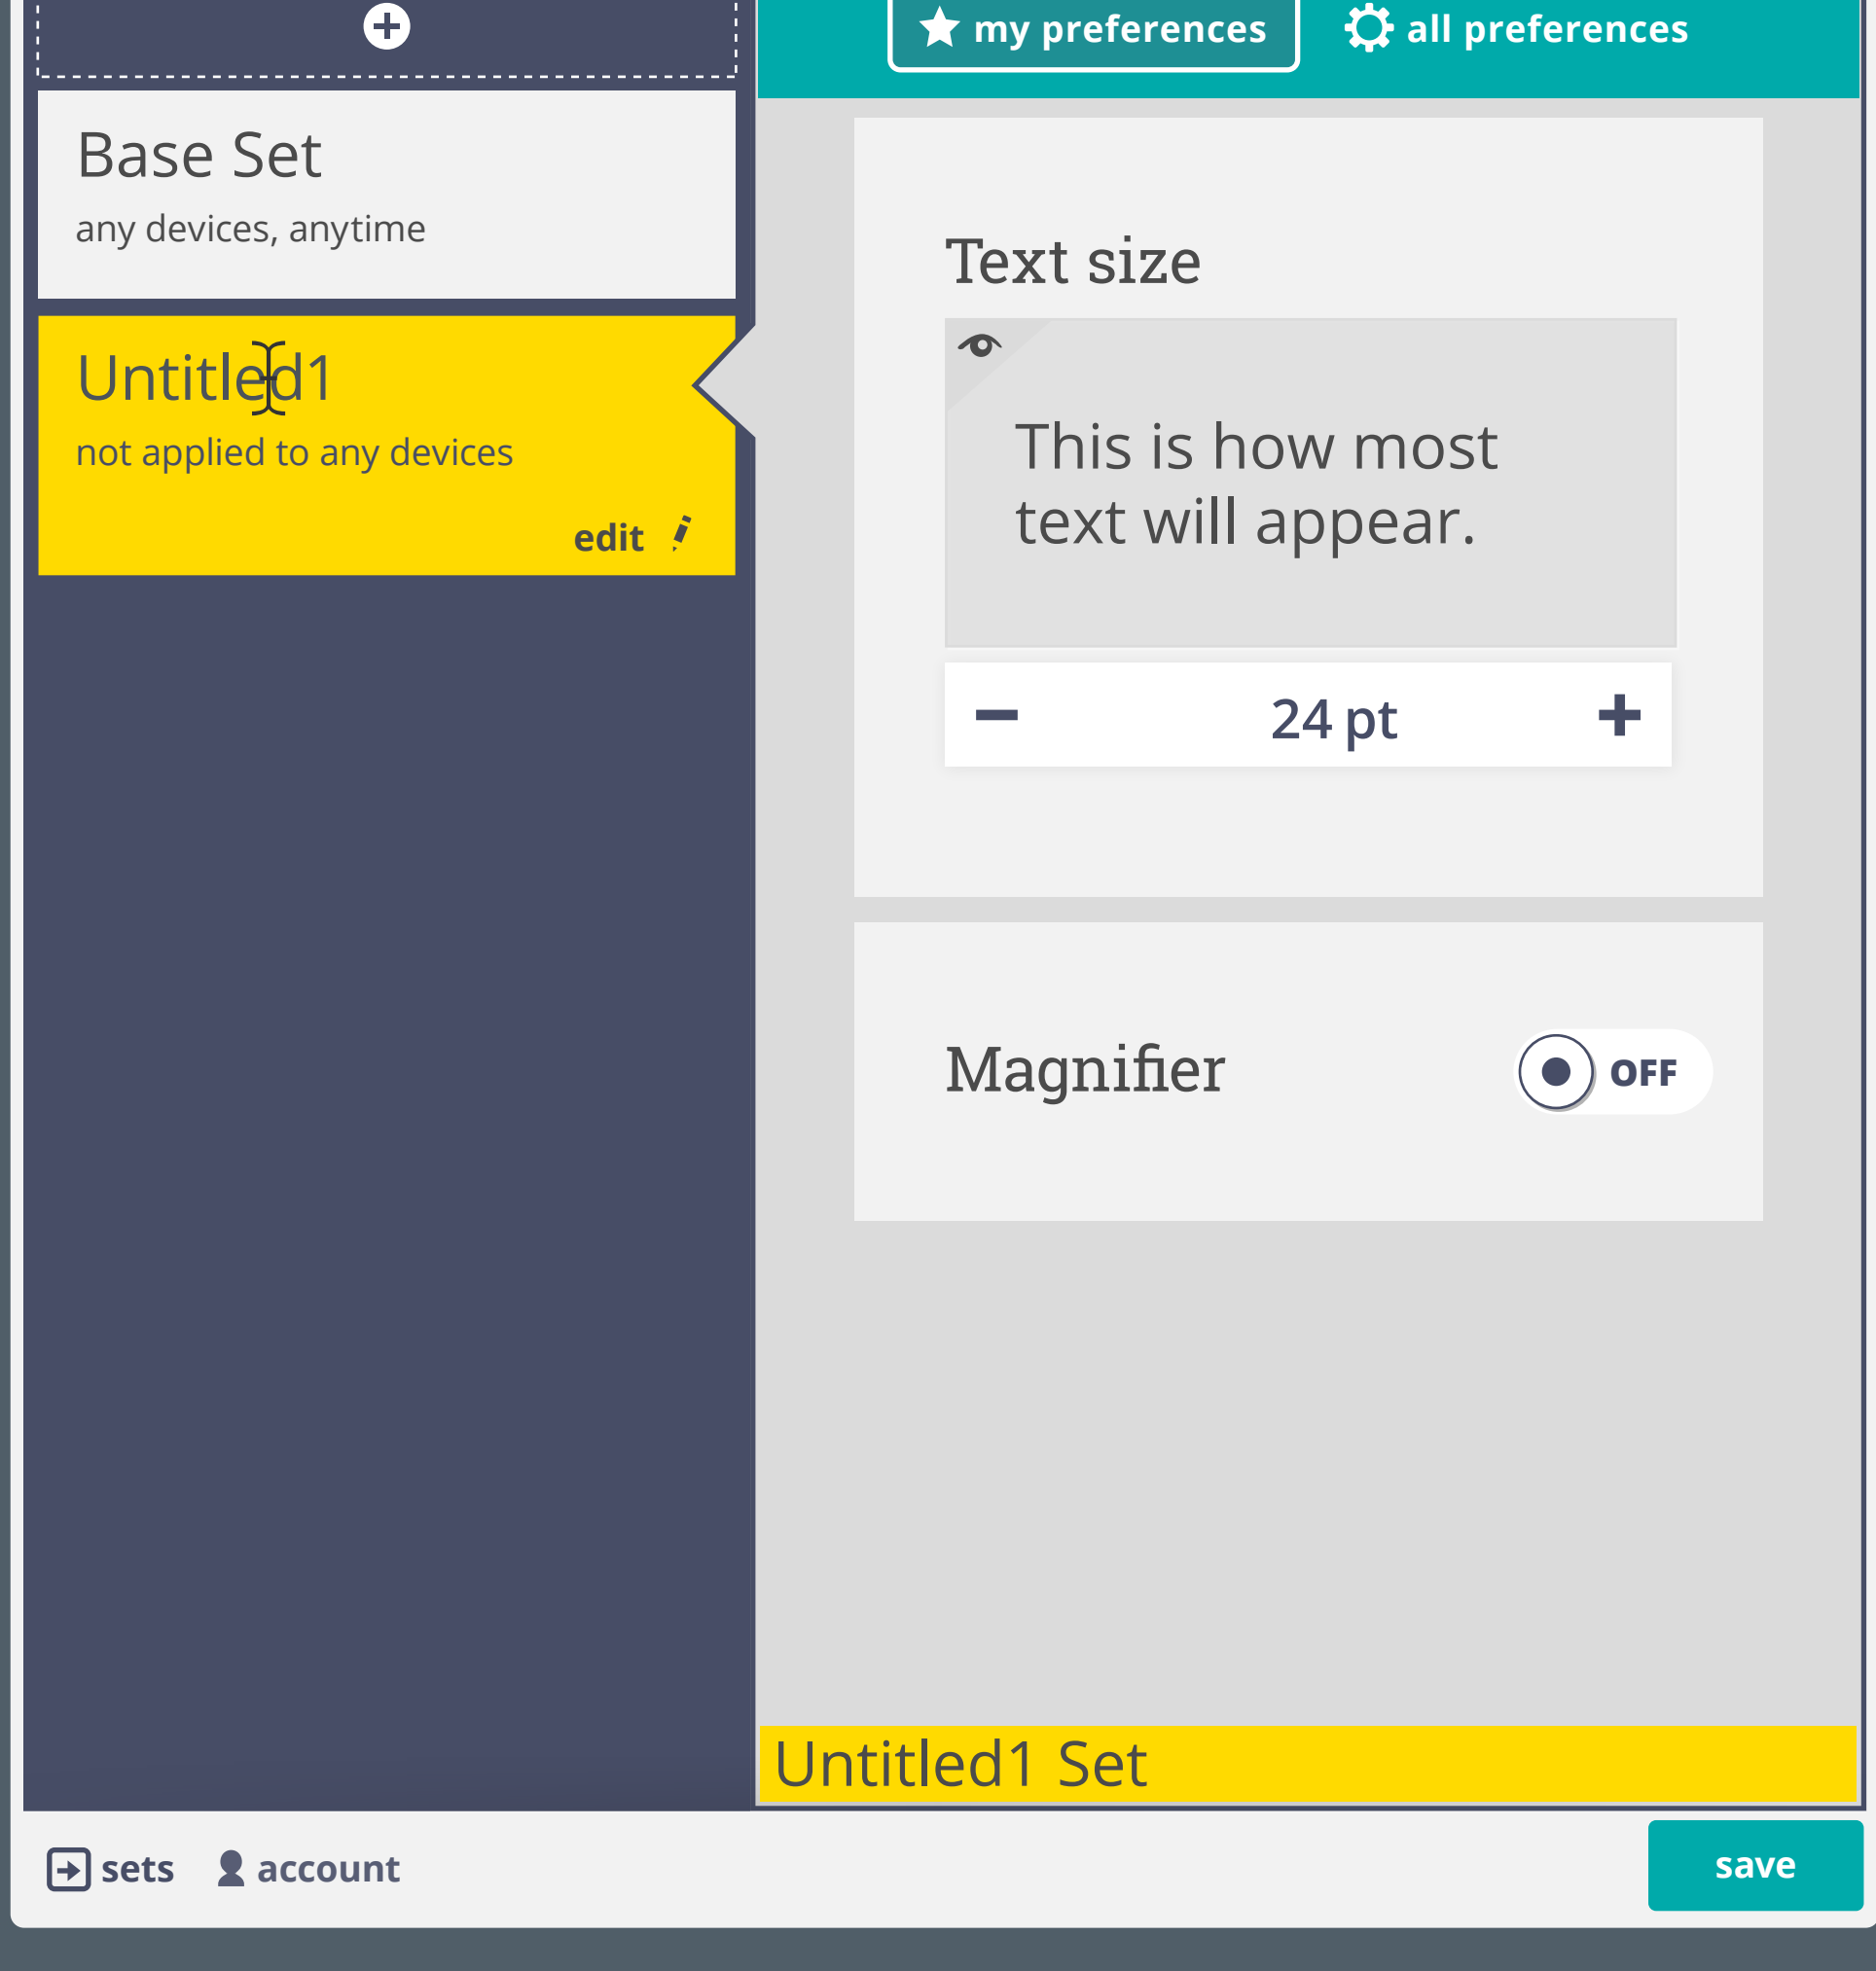 my preferences
all preferences
Base Set
any devices, anytime
Untitled1
not applied to any devices
edit
Text size
This is how most
text will appear.
24 pt
Magnifier
OFF
Untitled1 Set
sets
account
save